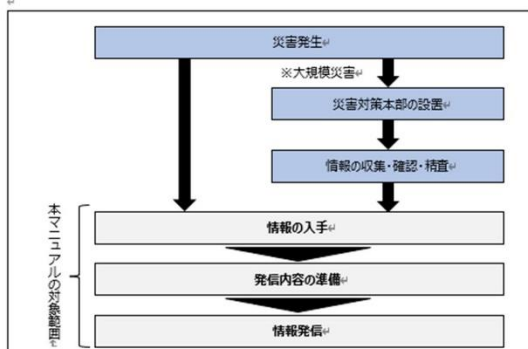 災害発生
※大規模災害
災害対策本部の設置
情報の収集・確認・精査
本マニュアルの対象範囲
情報の入手
発信内容の準備
情報発信